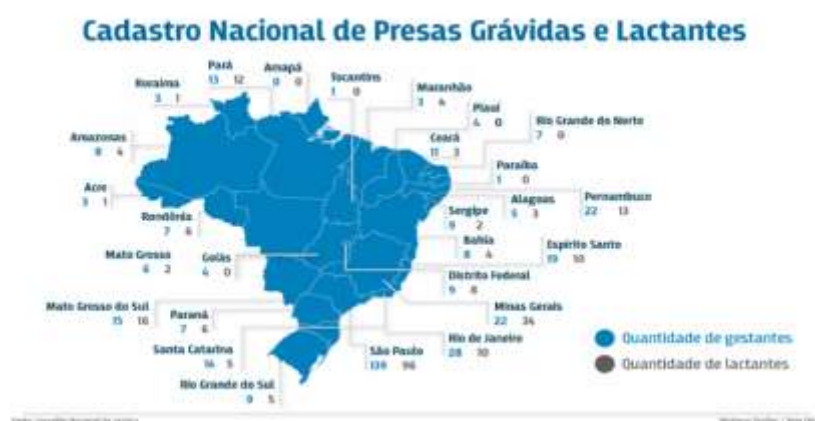 Cadastro Nacional de Presas Grávidas e Lactantes
Pará
13 12
Amapá
0 0
Tocantins
1 0
Roraima
3 1
Maranhão
3 4
Piauí
4 0
Rio Grande do Norte
7 0
Amazonas
8 4
Ceará
11 3
Paraíba
1 0
Acre
3 1
Pernambuco
22 13
Alagoas
5 3
Sergipe
9 2
Rondônia
7 6
Bahia
8 4
Espírito Santo
19 10
Mato Grosso
6 2
Goiás
4 0
Distrito Federal
9 8
Mato Grosso do Sul
15 16
Paraná
7 6
Minas Gerais
22 34
Rio de Janeiro
28 10
Quantidade de gestantes
Santa Catarina
14 5
São Paulo
139 96
Quantidade de lactantes
Rio Grande do Sul
9 5